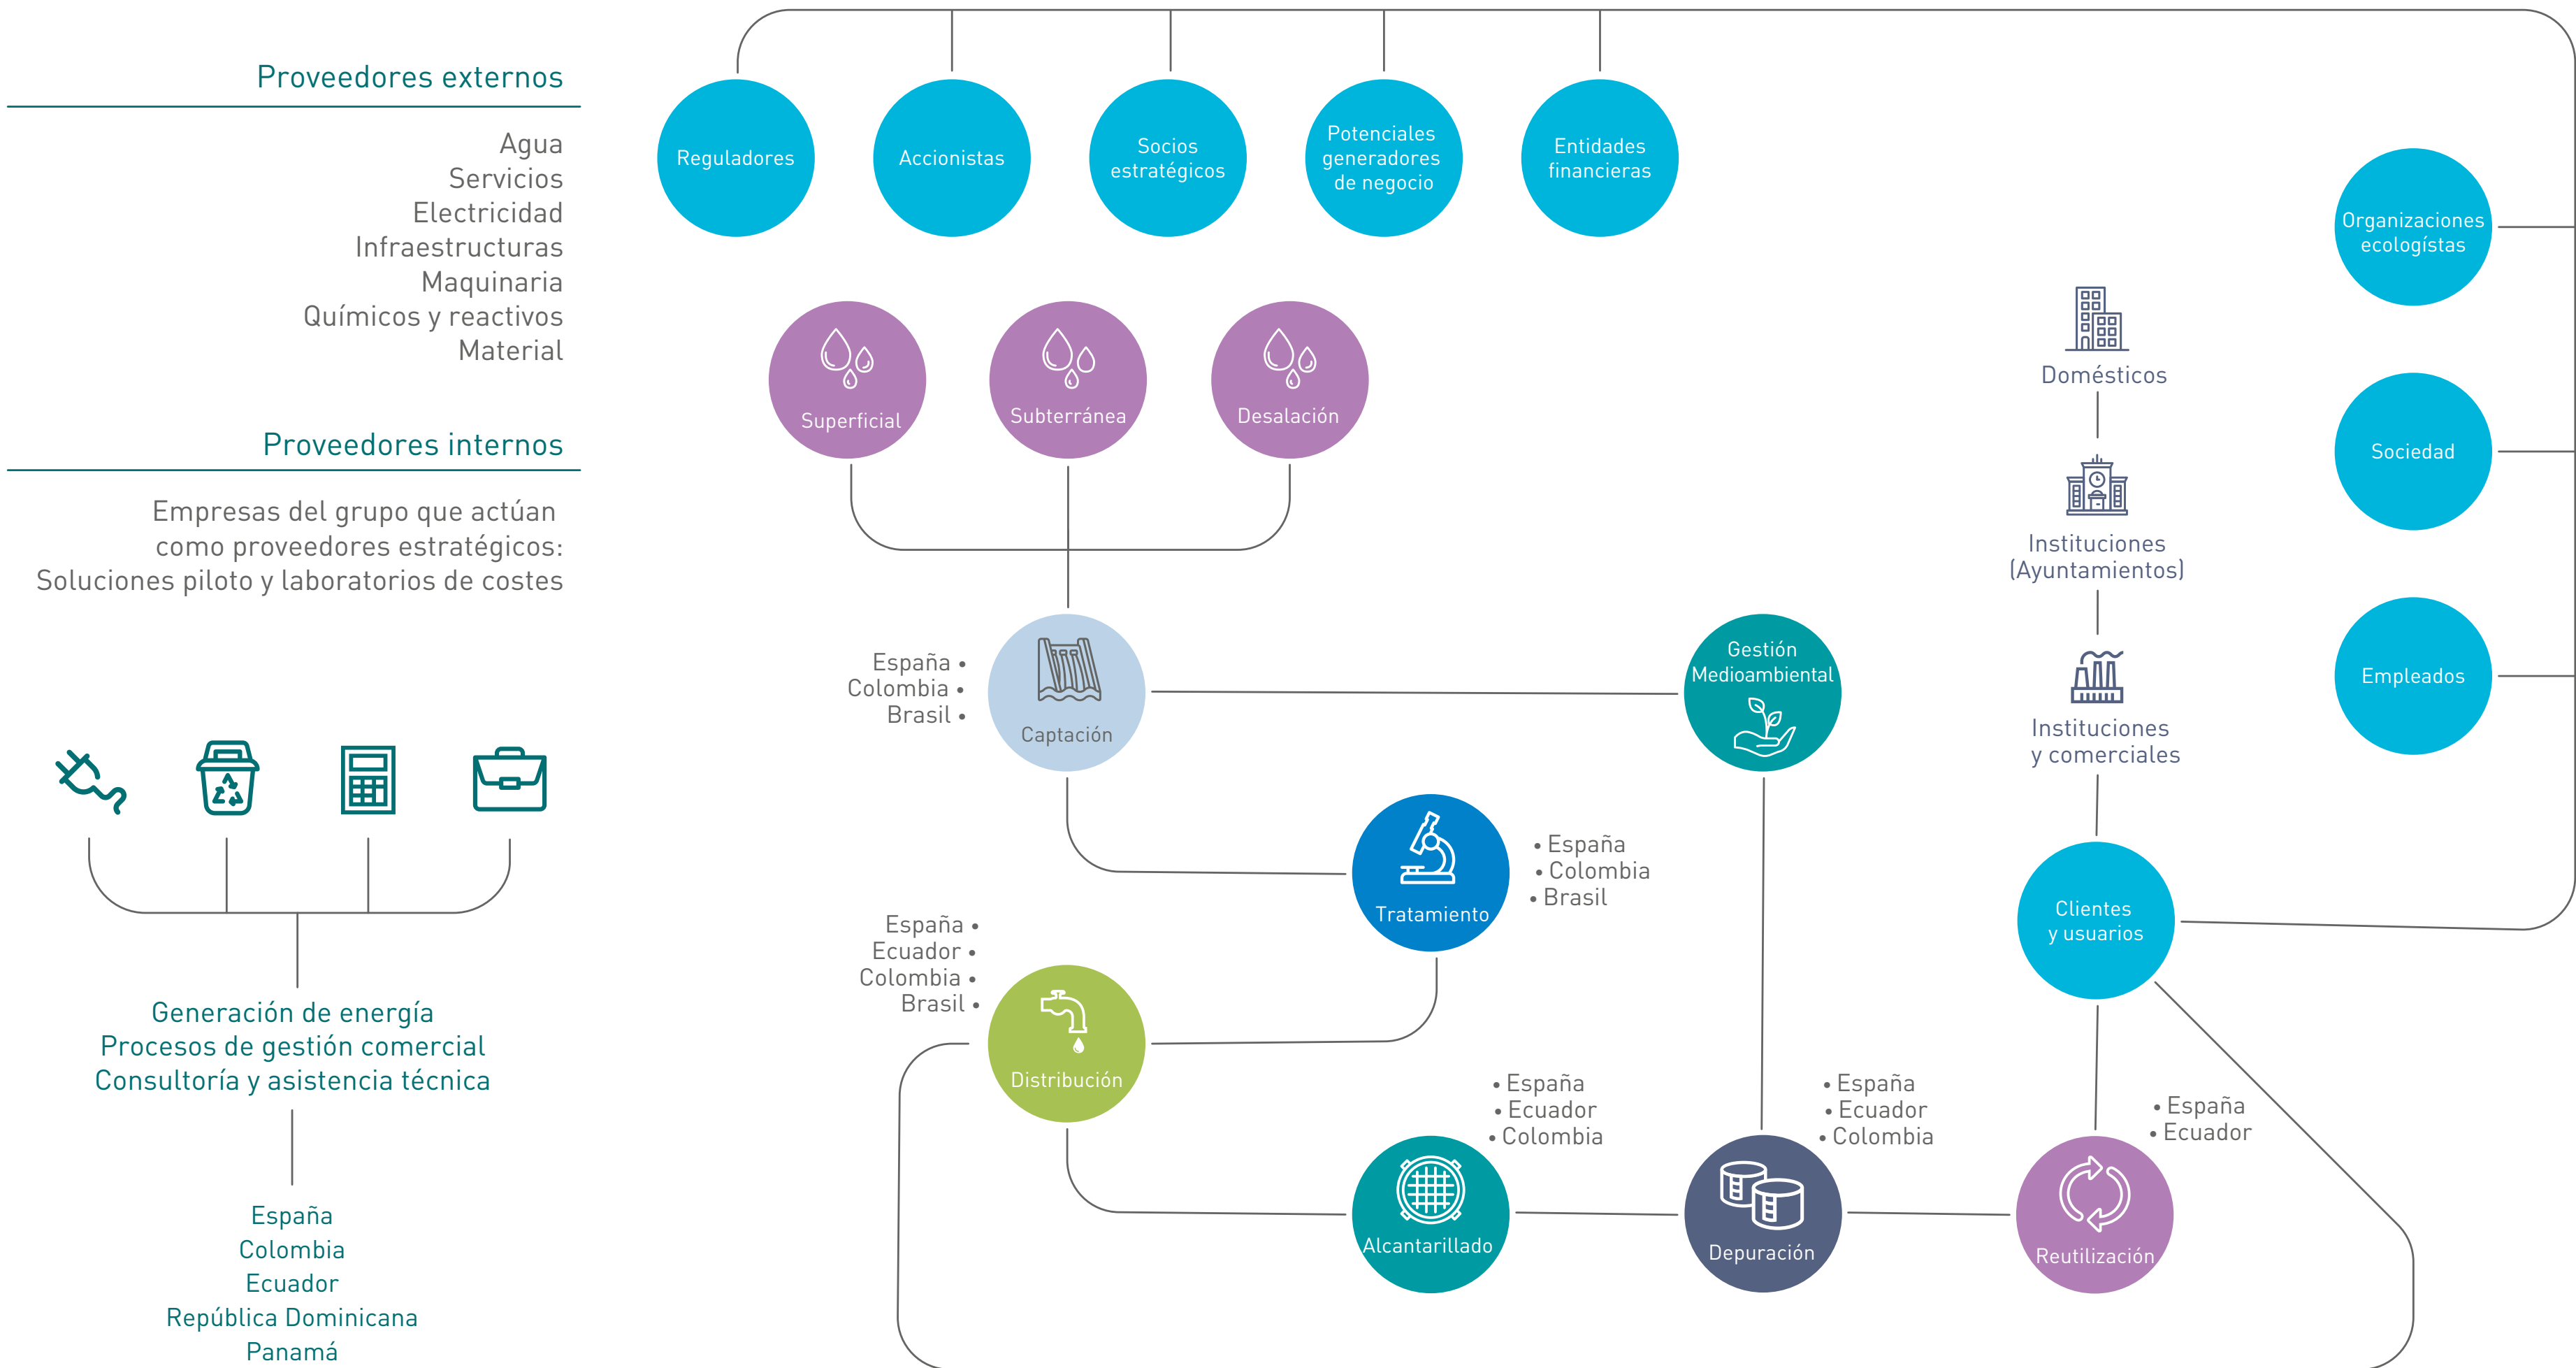 Proveedores externos
Agua
Servicios
Electricidad
Infraestructuras
Maquinaria
Químicos y reactivos
Material
Proveedores internos
Empresas del grupo que actúan
como proveedores estratégicos:
Soluciones piloto y laboratorios de costes
Generación de energía
Procesos de gestión comercial
Consultoría y asistencia técnica
España
Colombia
Ecuador
República Dominicana
Panamá
Reguladores
Accionistas
Socios
estratégicos
Potenciales
generadores
de negocio
Entidades
financieras
Superficial
Subterránea
Desalación
España •
Colombia •
Brasil •
Captación
Gestión
Medioambiental
Tratamiento
• España
• Colombia
• Brasil
España •
Ecuador •
Colombia •
Brasil •
Distribución
• España
• Ecuador
• Colombia
Alcantarillado
• España
• Ecuador
• Colombia
Depuración
• España
• Ecuador
Reutilización
Domésticos
Instituciones
(Ayuntamientos)
Instituciones
y comerciales
Clientes
y usuarios
Organizaciones
ecologístas
Sociedad
Empleados